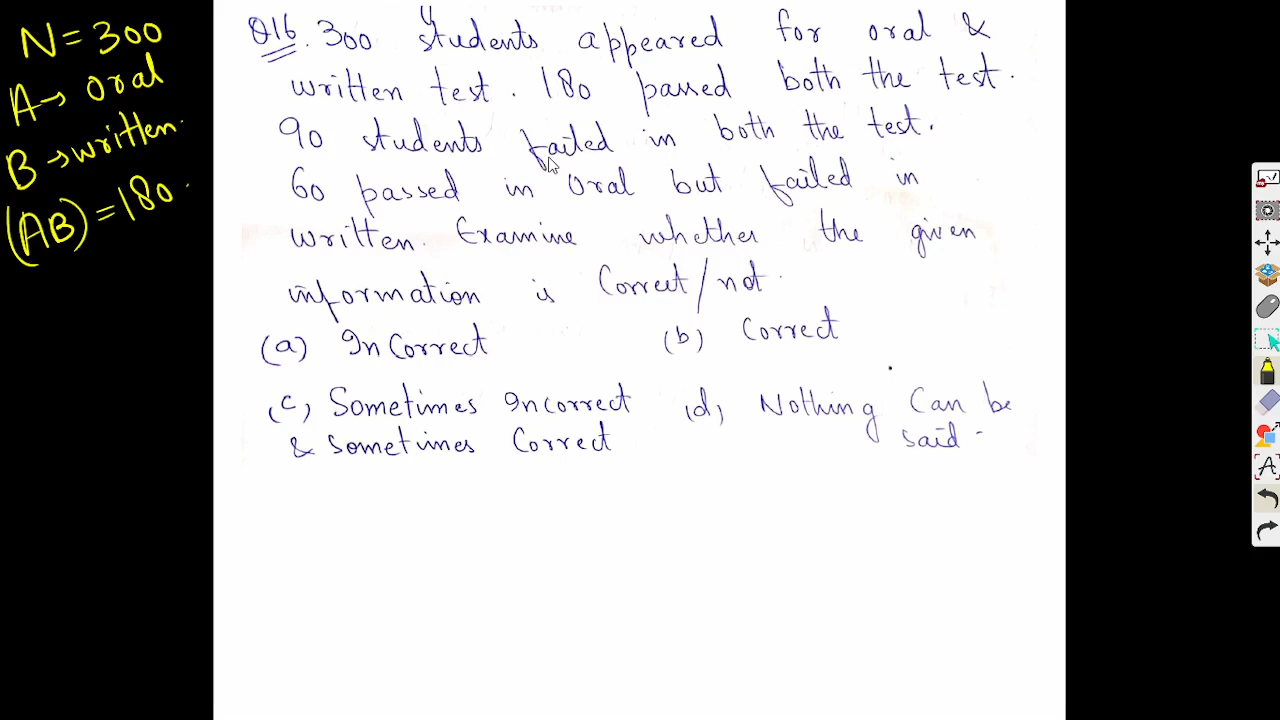 N = 300
A → oral
B → written.
(AB) = 180.
Q16. 300 students appeared for oral &
written test. 180 passed both the test.
90 students failed in both the test.
60 passed in oral but failed in
written. Examine whether the given
information is Correct/not.
(a) InCorrect (b) Correct
(c) Sometimes Incorrect (d) Nothing Can be
& sometimes Correct said -